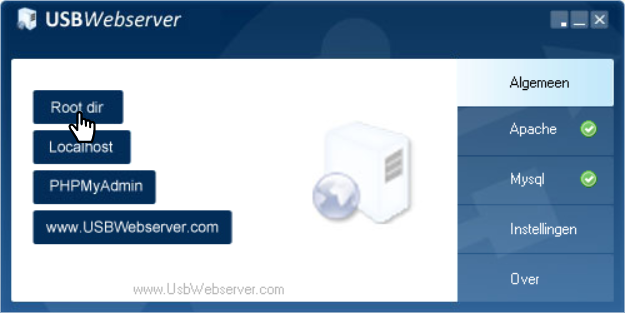 USBWebserver
Root dir
Localhost
PHPMyAdmin
www.USBWebserver.com
www.UsbWebserver.com
Algemeen
Apache
Mysql
Instellingen
Over